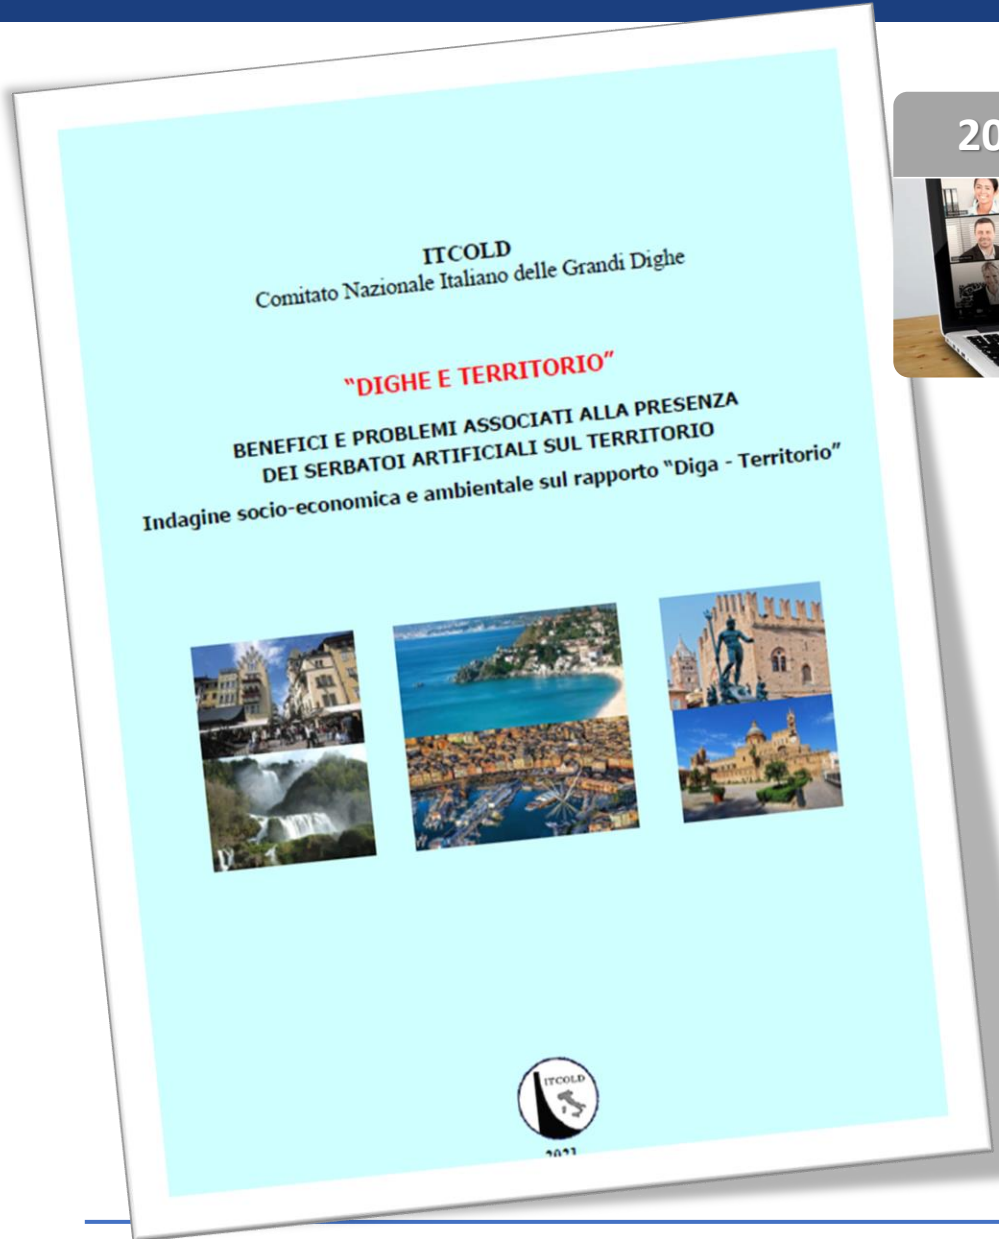 ITCOLD
Comitato Nazionale Italiano delle Grandi Dighe
“DIGHE E TERRITORIO”
BENEFICI E PROBLEMI ASSOCIATI ALLA PRESENZA
DEI SERBATOI ARTIFICIALI SUL TERRITORIO
Indagine socio-economica e ambientale sul rapporto “Diga - Territorio”
ITCOLD
20